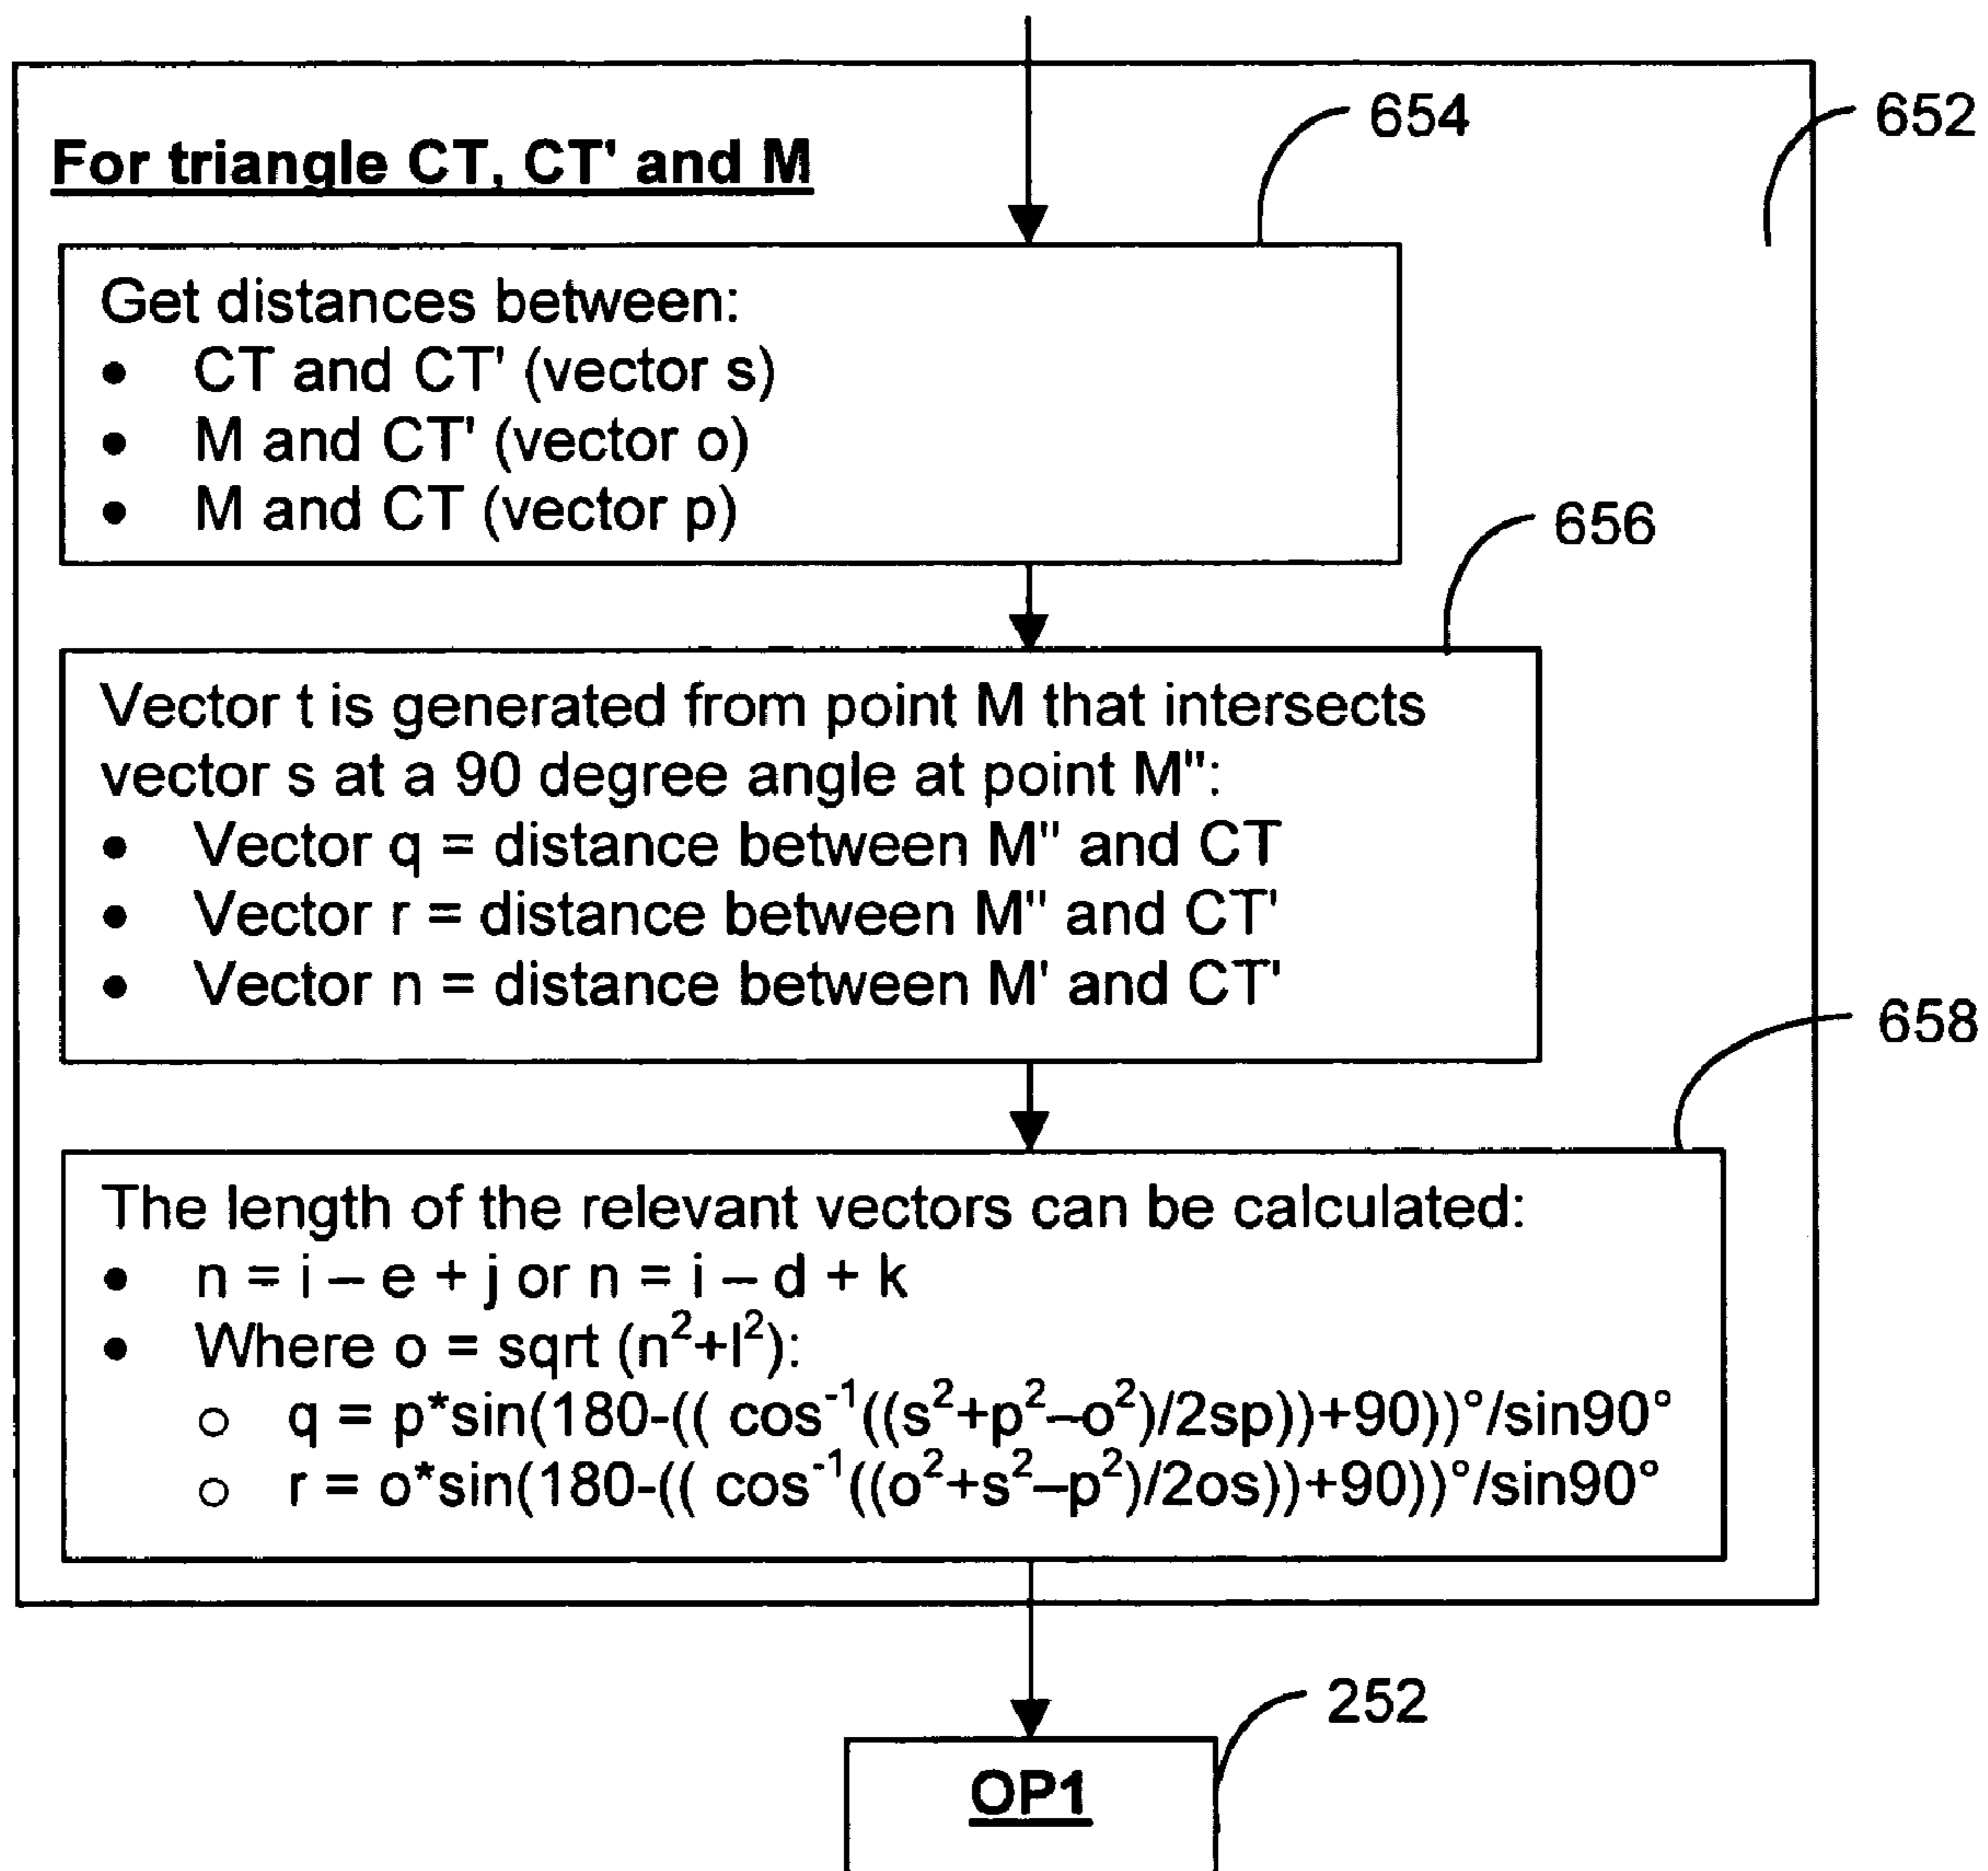 654
652
For triangle CT, CT' and M
Get distances between:
● CT and CT' (vector s)
● M and CT' (vector o)
● M and CT (vector p)
656
Vector t is generated from point M that intersects
vector s at a 90 degree angle at point M":
● Vector q = distance between M" and CT
● Vector r = distance between M" and CT'
● Vector n = distance between M' and CT'
658
The length of the relevant vectors can be calculated:
● n = i – e + j or n = i – d + k
● Where o = sqrt (n²+l²):
○ q = p*sin(180-(( cos⁻¹((s²+p²–o²)/2sp))+90))°/sin90°
○ r = o*sin(180-(( cos⁻¹((o²+s²–p²)/2os))+90))°/sin90°
252
OP1